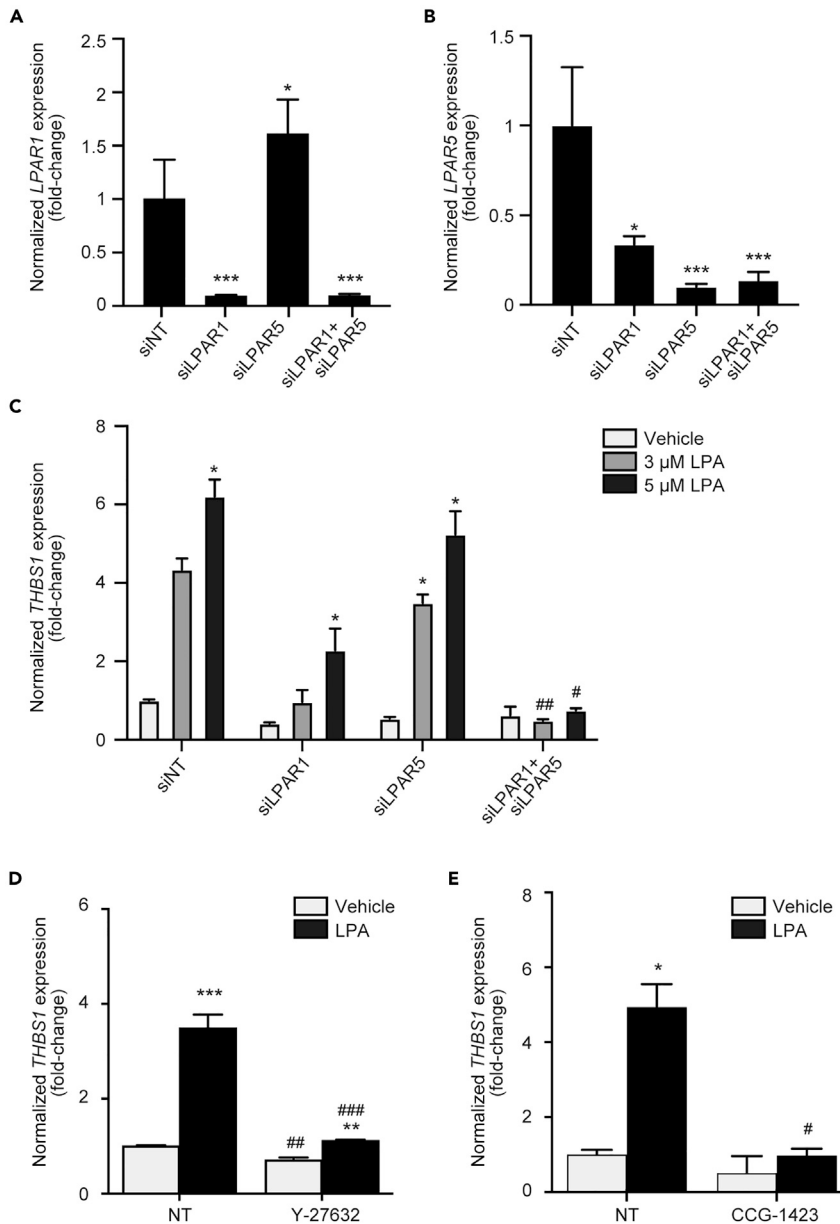 A
Normalized LPAR1 expression
(fold-change)
2.5
2
1.5
1
0.5
0
*
***
***
siNT
siLPAR1
siLPAR5
siLPAR1+
siLPAR5
B
Normalized LPAR5 expression
(fold-change)
1.5
1
0.5
0
*
***
***
siNT
siLPAR1
siLPAR5
siLPAR1+
siLPAR5
C
Normalized THBS1 expression
(fold-change)
8
6
4
2
0
*
*
*
*
##
#
Vehicle
3 µM LPA
5 µM LPA
siNT
siLPAR1
siLPAR5
siLPAR1+
siLPAR5
D
Normalized THBS1 expression
(fold-change)
6
4
2
0
Vehicle
LPA
***
##
###
**
NT
Y-27632
E
Normalized THBS1 expression
(fold-change)
8
6
4
2
0
Vehicle
LPA
*
#
NT
CCG-1423